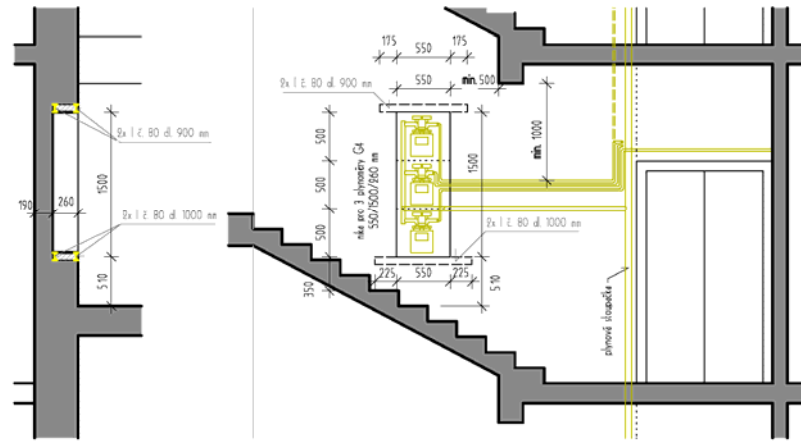 175
550
175
550
min. 500
2x I č. 80 dl. 900 mm
2x I č. 80 dl. 900 mm
500
500
500
nika pro 3 plynoměry G4
550/1500/260 mm
1500
min. 1000
1500
190
260
2x I č. 80 dl. 1000 mm
2x I č. 80 dl. 1000 mm
225
550
225
350
510
510
plynová stoupačka